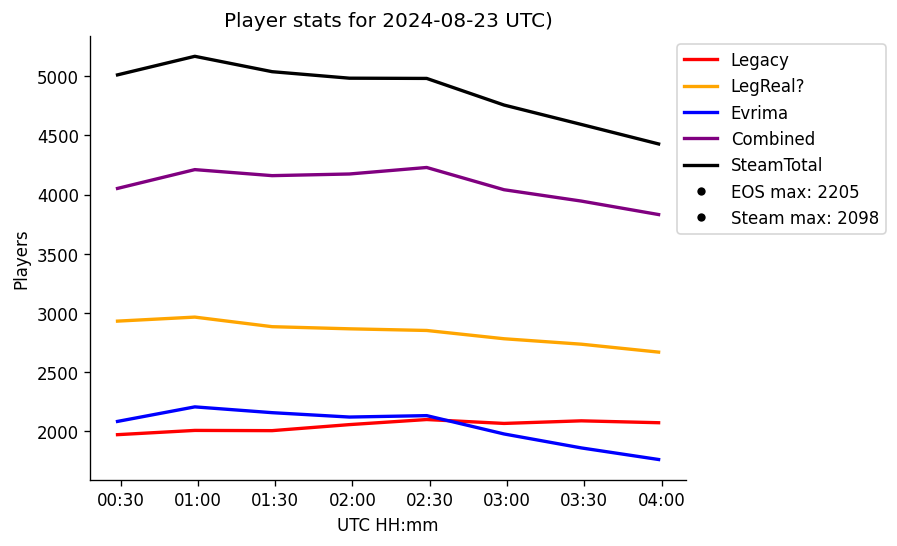 Player stats for 2024-08-23 UTC)
Legacy
LegReal?
Evrima
Combined
SteamTotal
EOS max: 2205
Steam max: 2098
Players
5000
4500
4000
3500
3000
2500
2000
00:30 01:00 01:30 02:00 02:30 03:00 03:30 04:00
UTC HH:mm